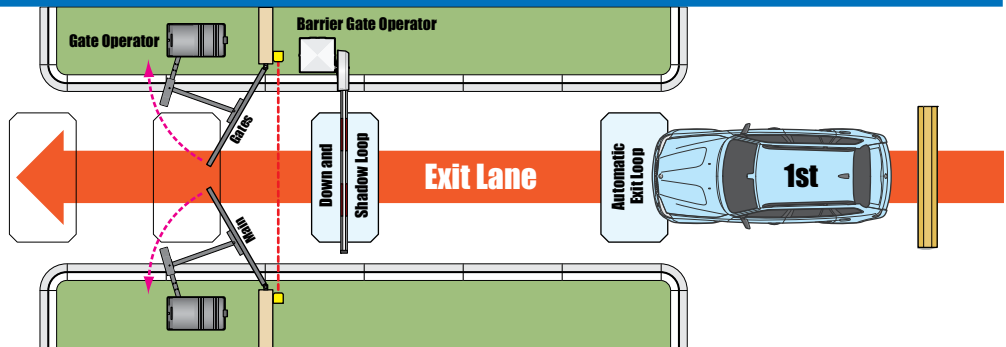 Barrier Gate Operator
Gate Operator
Gates
Main
Down and
Shadow Loop
Exit Lane
Automatic
Exit Loop
1st